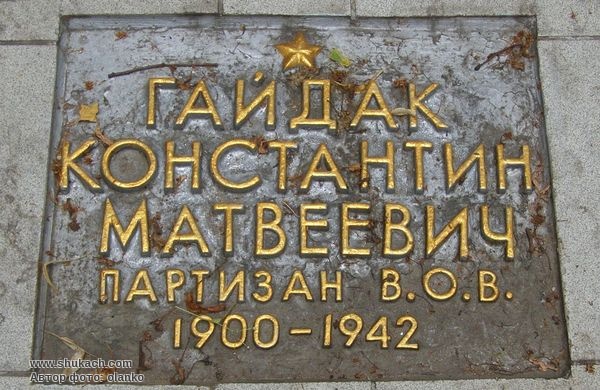 ГАЙДАК
КОНСТАНТИН
МАТВЕЕВИЧ
ПАРТИЗАН В.О.В.
1900-1942
www.shukach.com
Автор фото: olanko